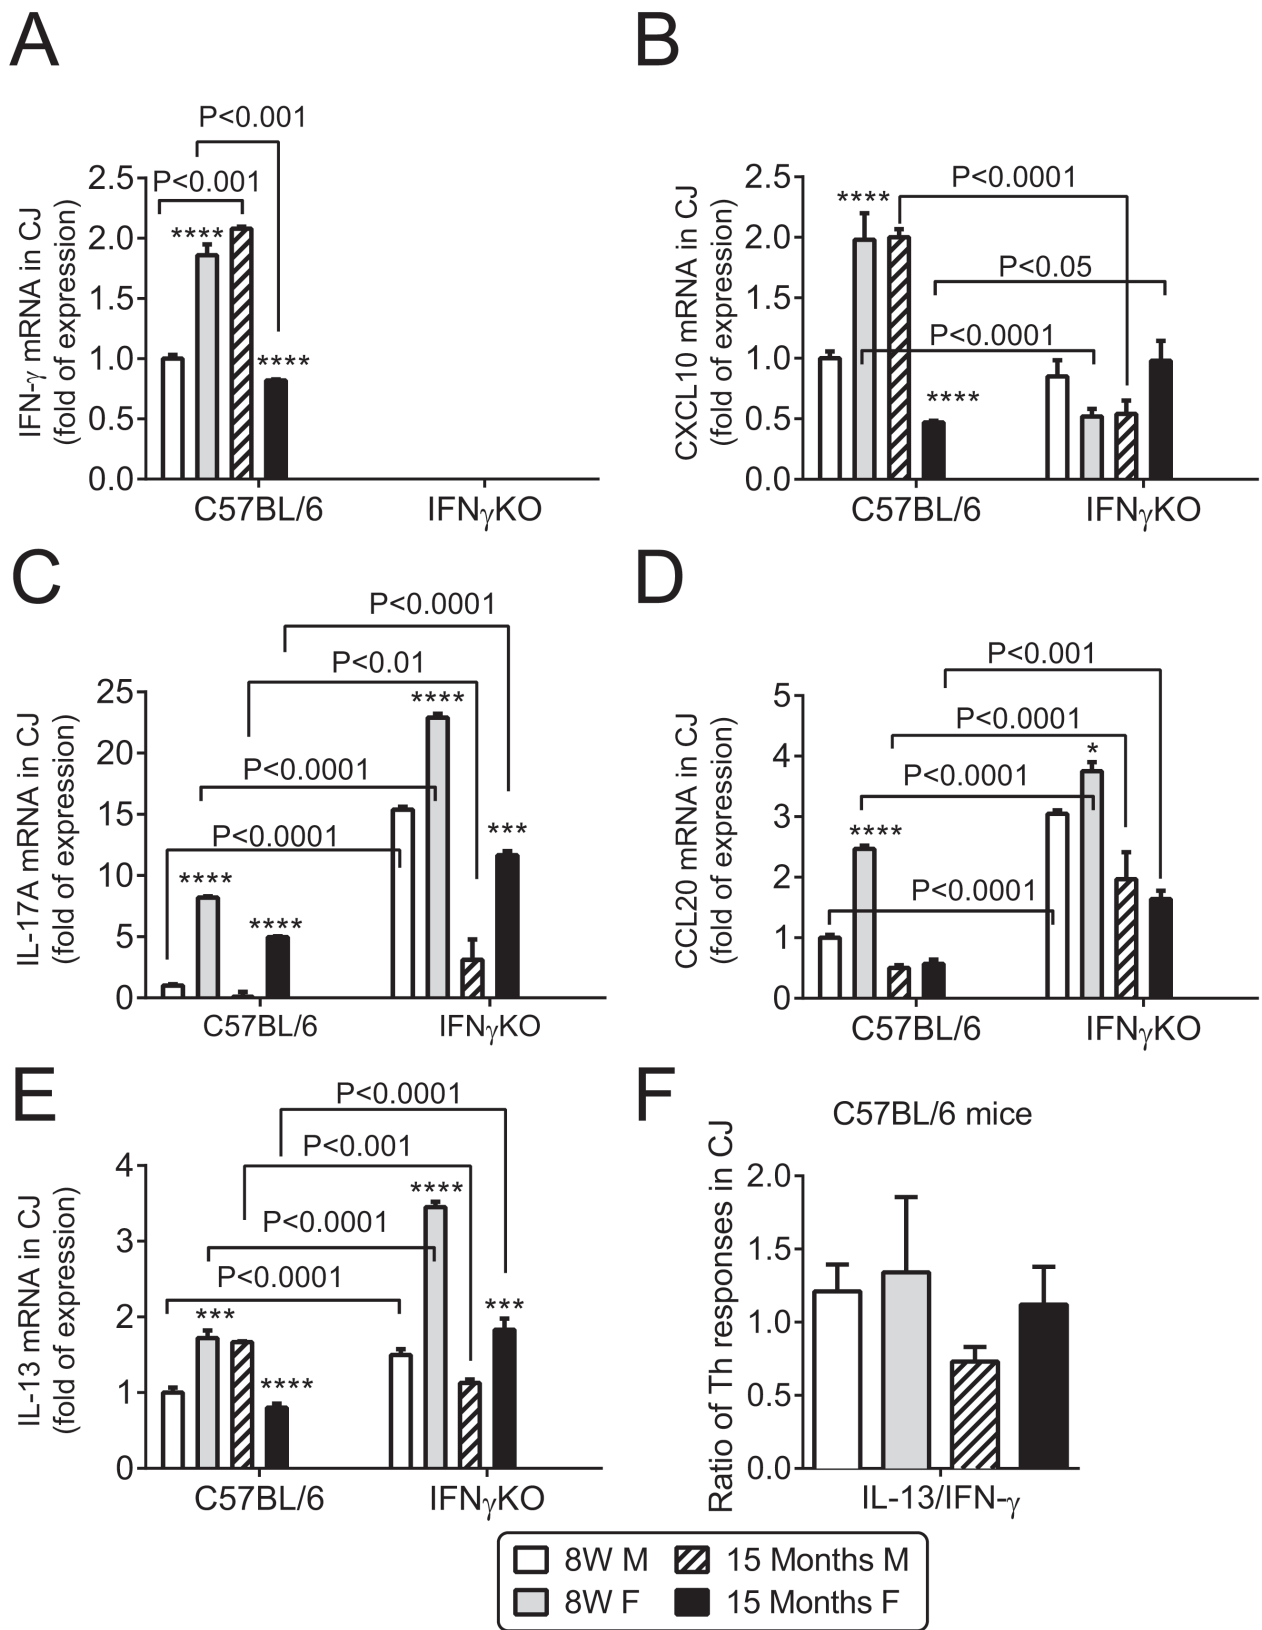 A
P<0.001
P<0.001
****
****
2.5
2.0
1.5
1.0
0.5
0.0
IFN-γ mRNA in CJ
(fold of expression)
C57BL/6
IFNγKO
B
P<0.0001
****
P<0.05
P<0.0001
****
2.5
2.0
1.5
1.0
0.5
0.0
CXCL10 mRNA in CJ
(fold of expression)
C57BL/6
IFNγKO
C
P<0.0001
P<0.01
****
P<0.0001
P<0.0001
***
****
****
25
20
15
10
5
0
IL-17A mRNA in CJ
(fold of expression)
C57BL/6
IFNγKO
D
P<0.001
P<0.0001
*
P<0.0001
****
P<0.0001
5
4
3
2
1
0
CCL20 mRNA in CJ
(fold of expression)
C57BL/6
IFNγKO
E
P<0.0001
P<0.001
****
P<0.0001
P<0.0001
***
***
****
4
3
2
1
0
IL-13 mRNA in CJ
(fold of expression)
C57BL/6
IFNγKO
F
C57BL/6 mice
2.0
1.5
1.0
0.5
0.0
Ratio of Th responses in CJ
IL-13/IFN-γ
8W M
15 Months M
8W F
15 Months F